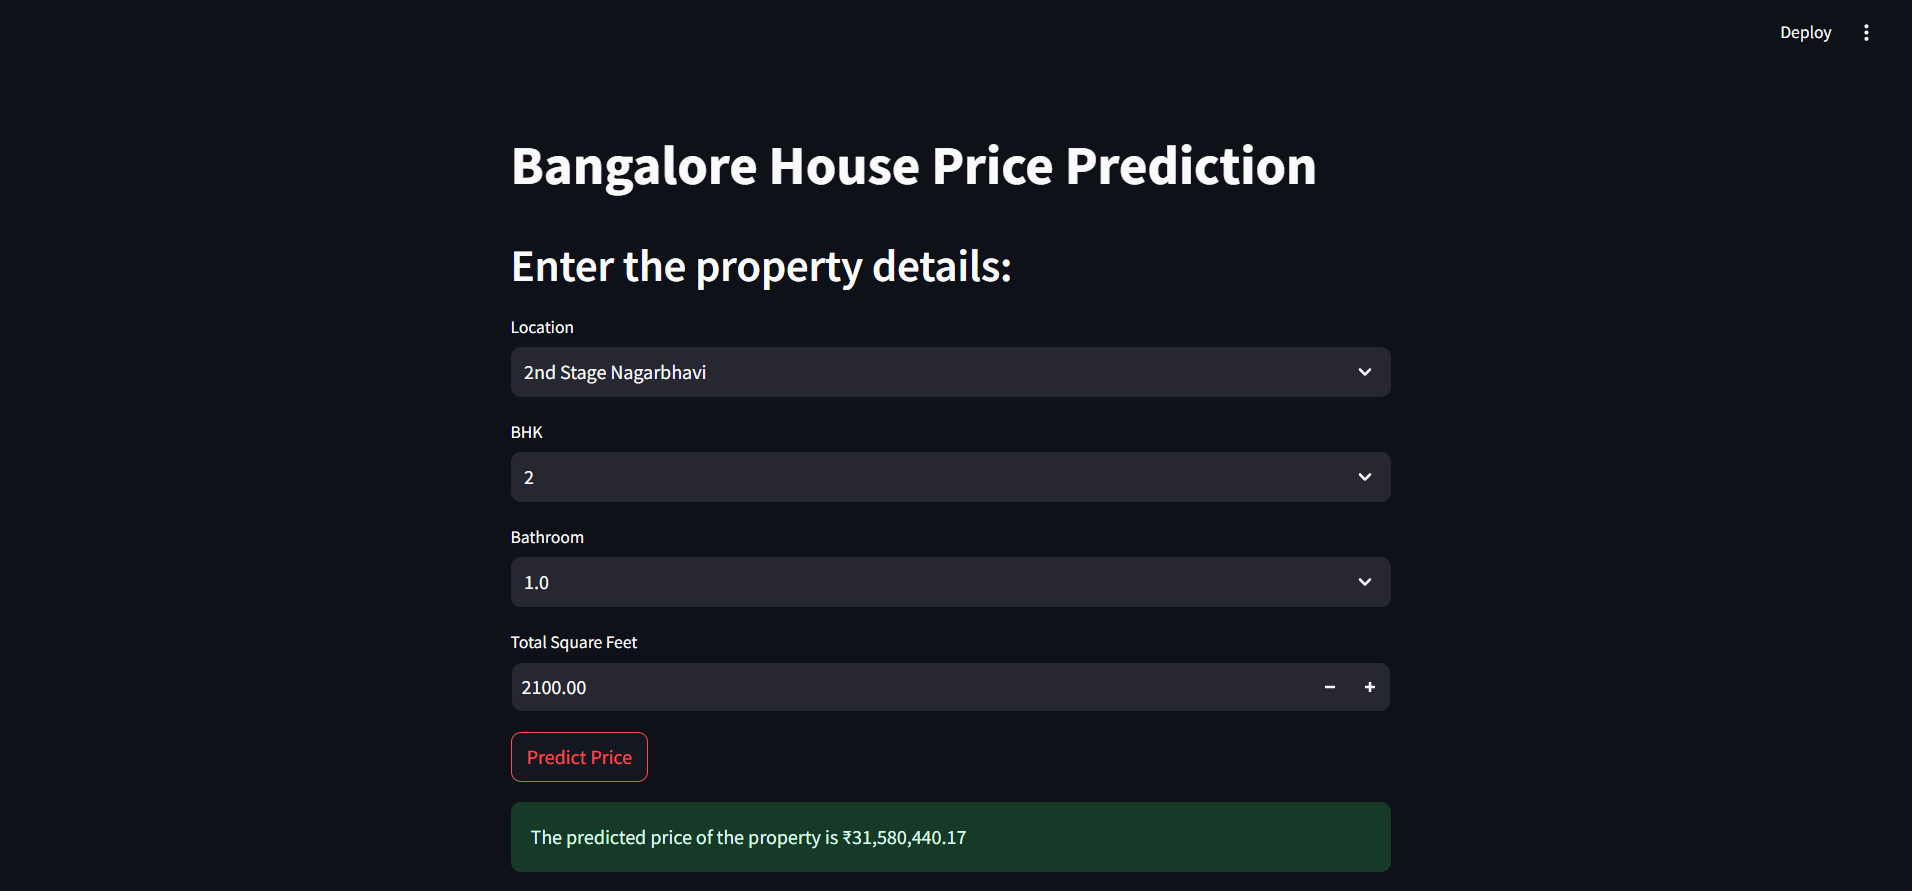 Deploy
Bangalore House Price Prediction
Enter the property details:
Location
2nd Stage Nagarbhavi
BHK
2
Bathroom
1.0
Total Square Feet
2100.00
Predict Price
The predicted price of the property is ₹31,580,440.17